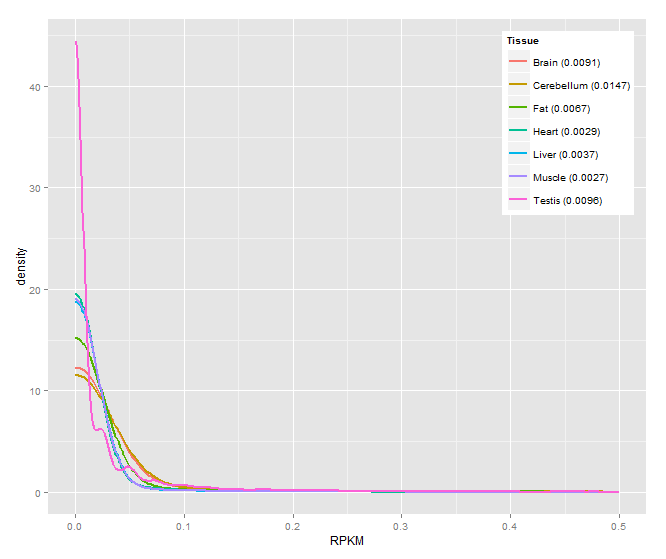 Tissue
Brain (0.0091)
Cerebellum (0.0147)
Fat (0.0067)
Heart (0.0029)
Liver (0.0037)
Muscle (0.0027)
Testis (0.0096)
40
30
20
10
0
density
0.0 0.1 0.2 0.3 0.4 0.5
RPKM